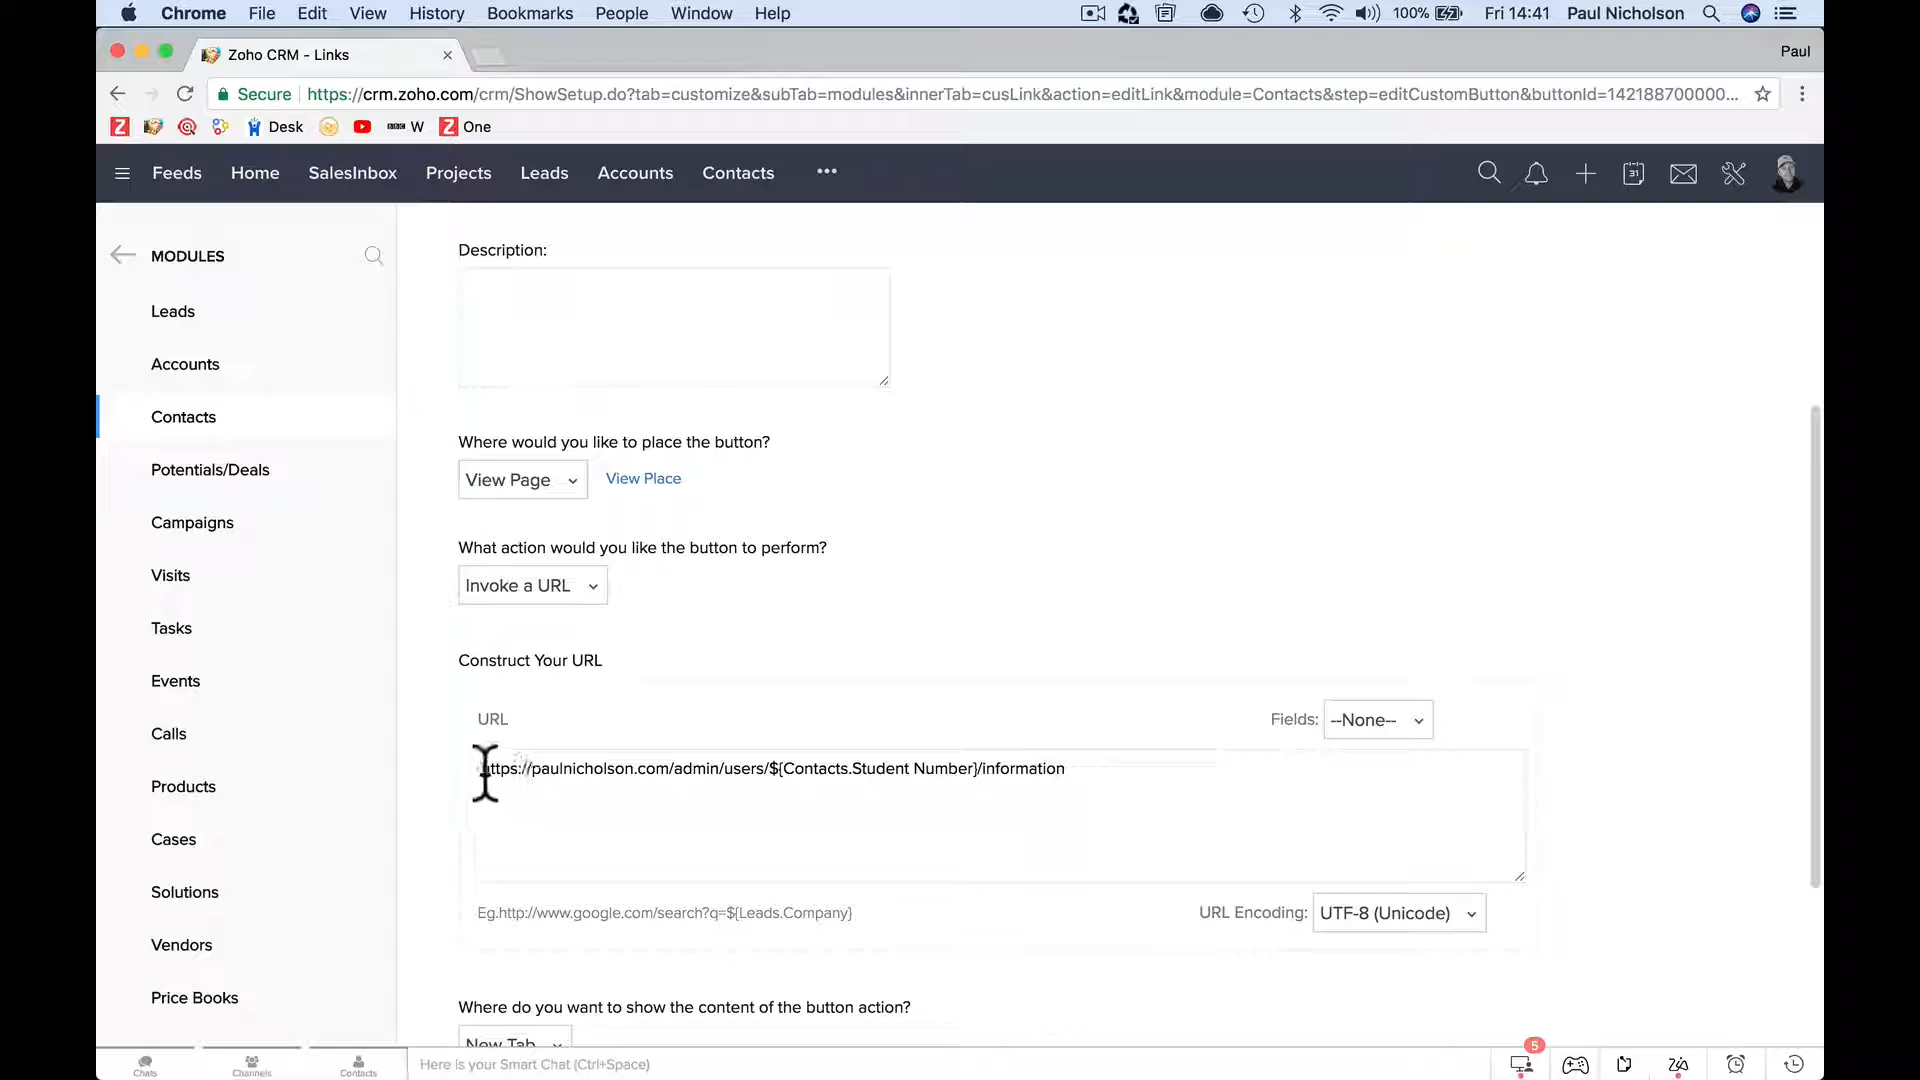 Chrome File Edit View History Bookmarks People Window Help 100% Fri 14:41 Paul Nicholson
Zoho CRM - Links
Paul
Secure https://crm.zoho.com/crm/ShowSetup.do?tab=customize&subTab=modules&innerTab=cusLink&action=editLink&module=Contacts&step=editCustomButton&buttonId=142188700000...
Desk BBC W One
Feeds Home SalesInbox Projects Leads Accounts Contacts ••• 31
MODULES
Leads
Accounts
Contacts
Potentials/Deals
Campaigns
Visits
Tasks
Events
Calls
Products
Cases
Solutions
Vendors
Price Books
Description:
Where would you like to place the button?
View Page View Place
What action would you like the button to perform?
Invoke a URL
Construct Your URL
URL Fields: --None--
https://paulnicholson.com/admin/users/${Contacts.Student Number}/information
Eg.http://www.google.com/search?q=${Leads.Company} URL Encoding: UTF-8 (Unicode)
Where do you want to show the content of the button action?
New Tab
Chats Channels Contacts Here is your Smart Chat (Ctrl+Space) 5